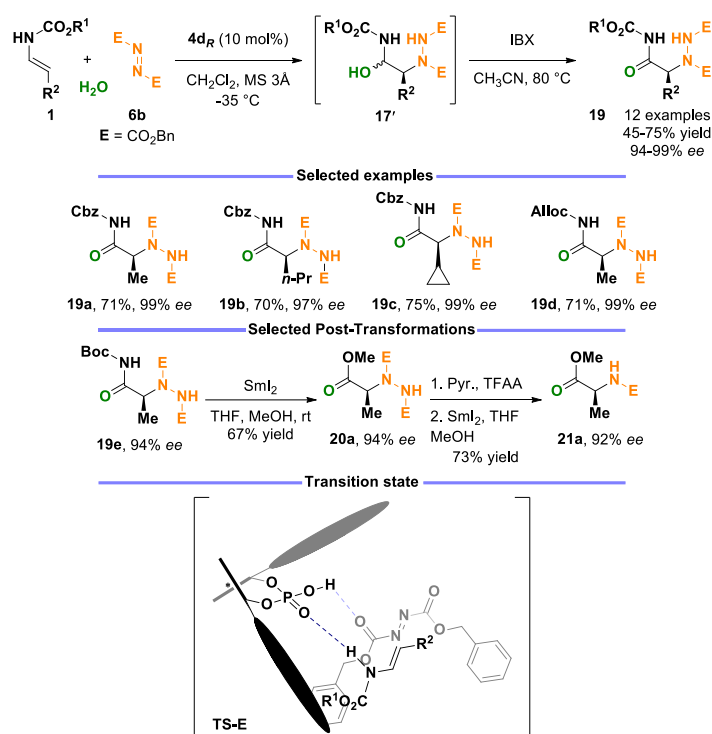 CO2R1
HN
R2
1
+
H2O
E
N
N
E
6b
E = CO2Bn
4dR (10 mol%)
CH2Cl2, MS 3Å
-35 °C
R1O2C
NH
HN
E
HO
N
E
R2
17′
IBX
CH3CN, 80 °C
R1O2C
NH
HN
E
O
N
E
R2
19
12 examples
45-75% yield
94-99% ee
Selected examples
Cbz
NH
E
O
N
NH
Me
E
19a, 71%, 99% ee
Cbz
NH
E
O
N
NH
n-Pr
E
19b, 70%, 97% ee
Cbz
NH
E
O
N
NH
E
19c, 75%, 99% ee
Alloc
NH
E
O
N
NH
Me
E
19d, 71%, 99% ee
Selected Post-Transformations
Boc
NH
E
O
N
NH
Me
E
19e, 94% ee
SmI2
THF, MeOH, rt
67% yield
OMe
E
O
N
NH
Me
E
20a, 94% ee
1. Pyr., TFAA
2. SmI2, THF
MeOH
73% yield
OMe
H
O
N
E
Me
21a, 92% ee
Transition state
O
O
P
O
H
O
O
O
N
N
O
O
H
N
R2
R1O2C
TS-E